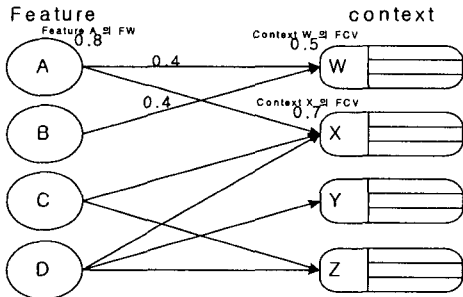 Feature
context
Feature A 의 FW
0.8
Context W 의 FCV
0.5
A
0.4
W
B
0.4
Context X 의 FCV
0.7
X
C
Y
D
Z